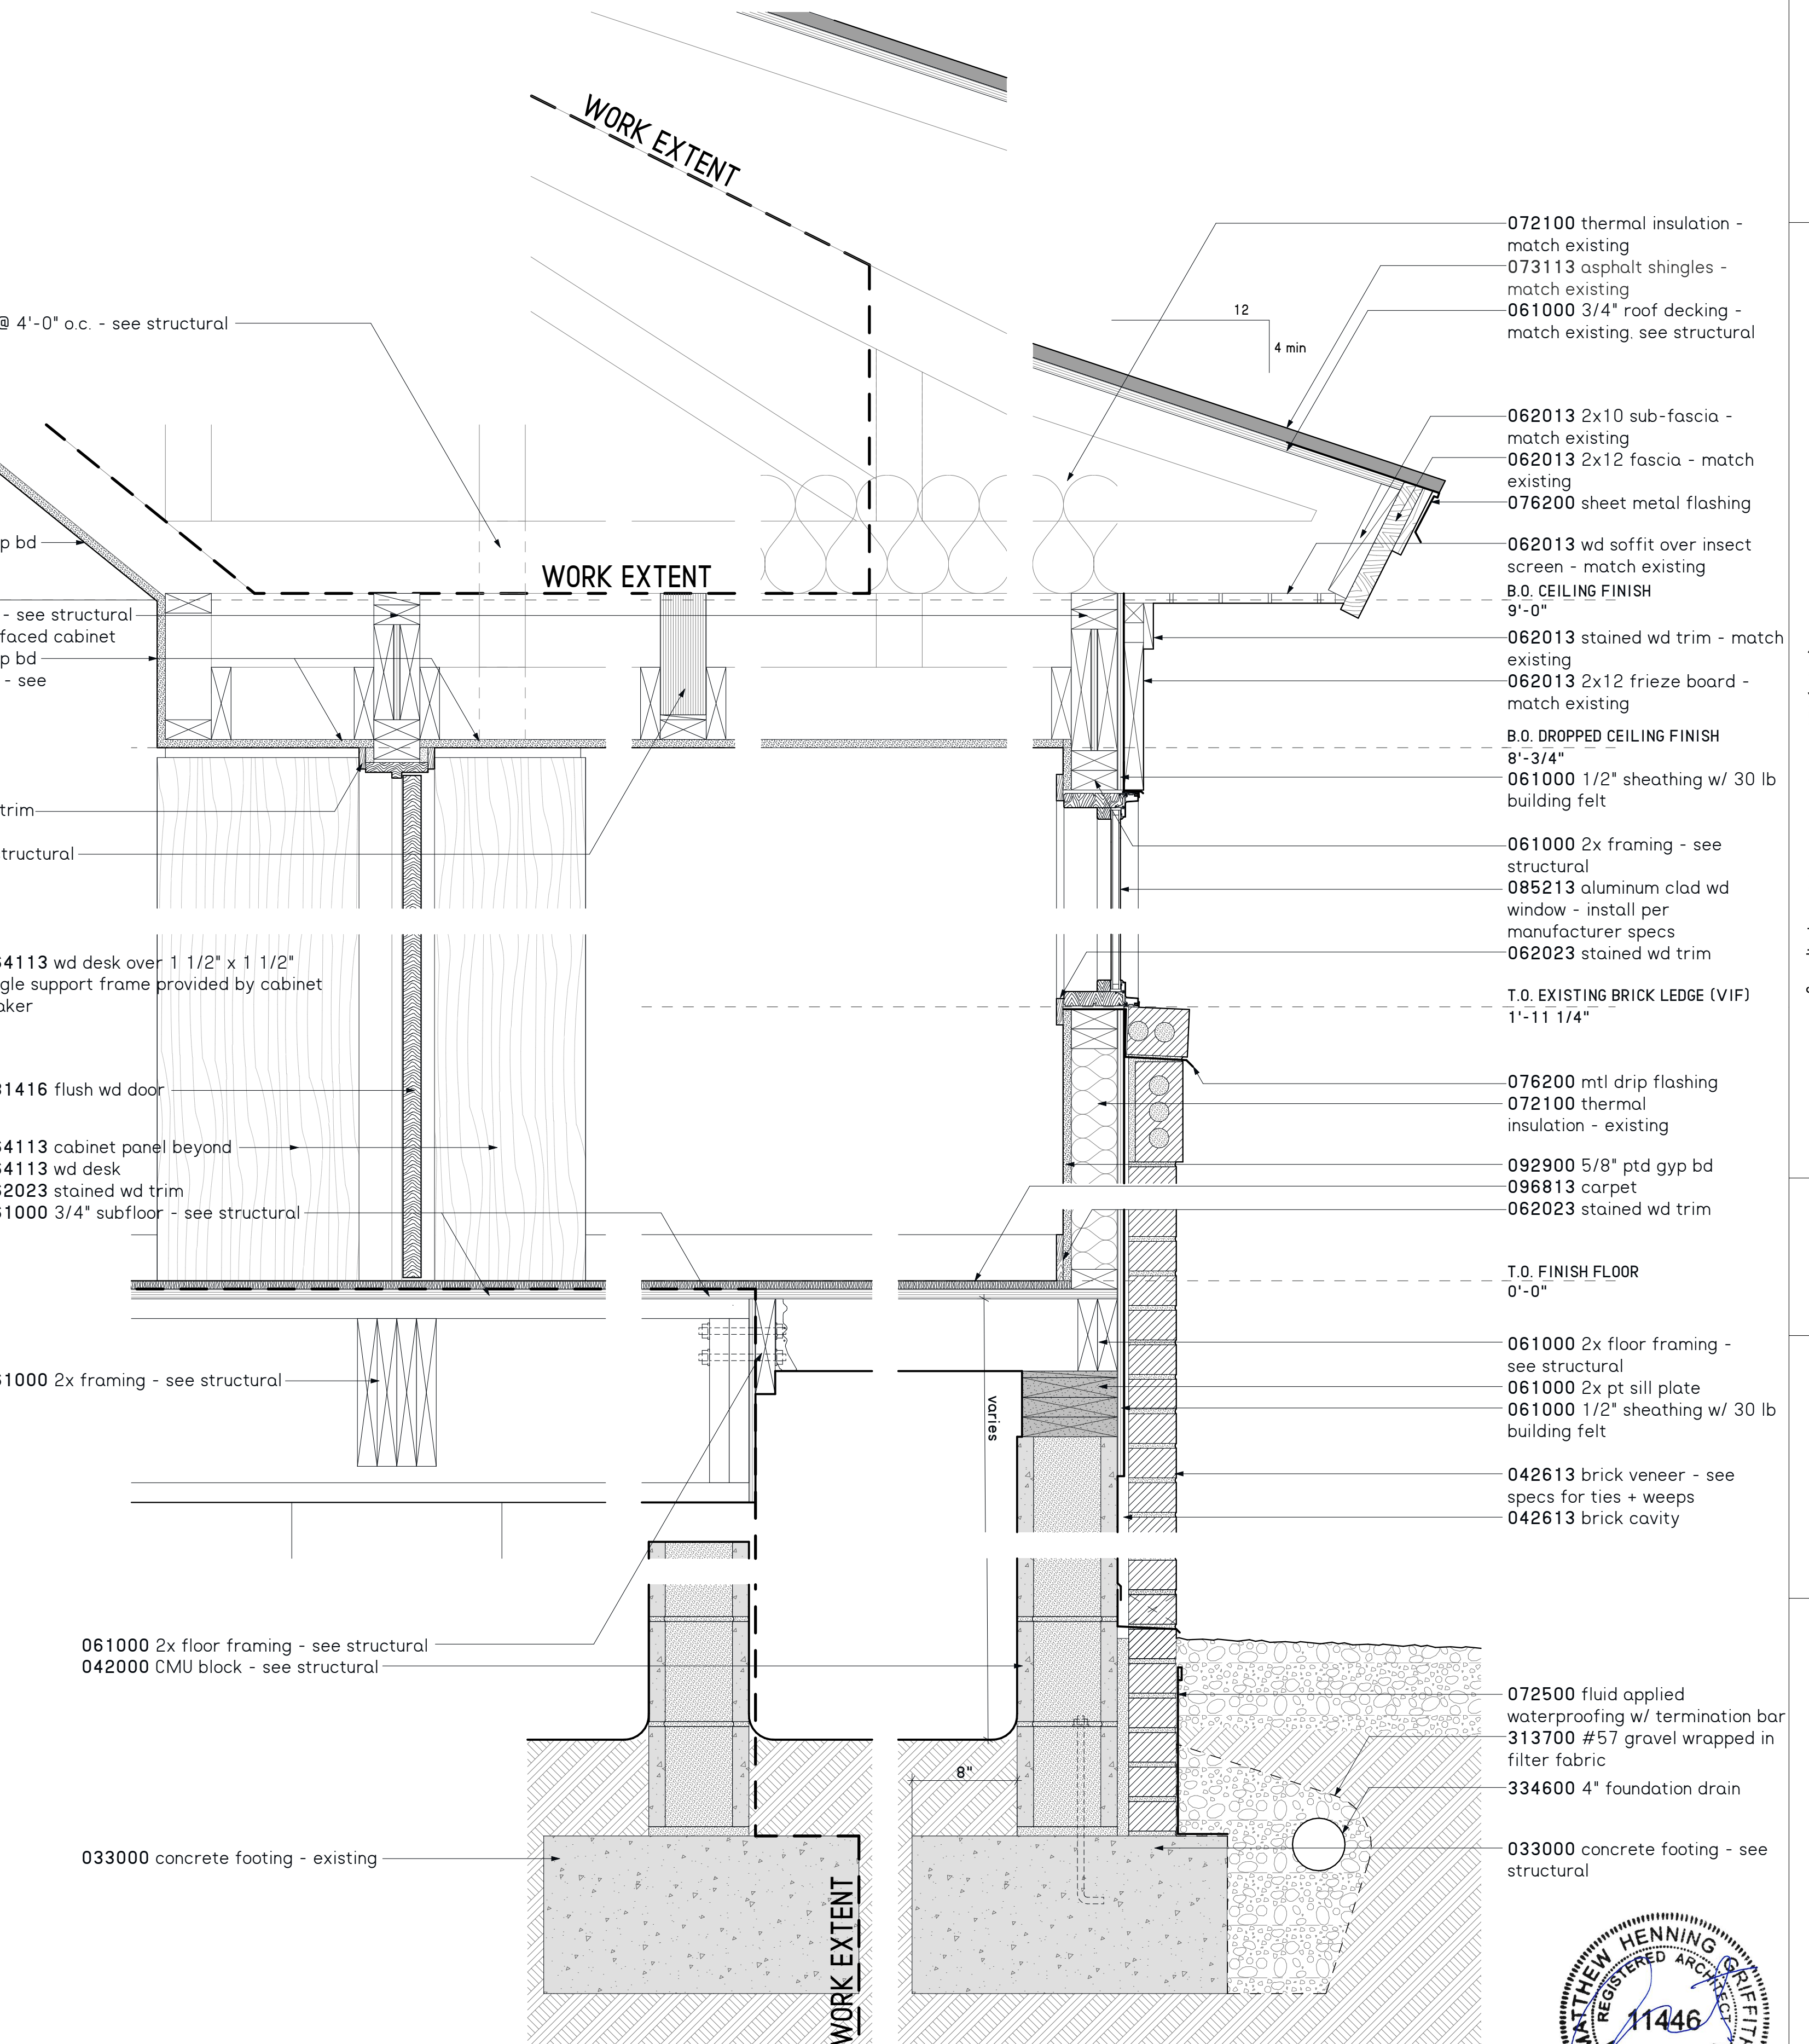 WORK EXTENT
@ 4'-0" o.c. - see structural
p bd
WORK EXTENT
- see structural
faced cabinet
p bd
- see
trim
tructural
4113 wd desk over 1 1/2" x 1 1/2"
gle support frame provided by cabinet
aker
1416 flush wd door
4113 cabinet panel beyond
4113 wd desk
2023 stained wd trim
1000 3/4" subfloor - see structural
1000 2x framing - see structural
061000 2x floor framing - see structural
042000 CMU block - see structural
033000 concrete footing - existing
WORK EXTENT
12
4 min
varies
8"
072100 thermal insulation -
match existing
073113 asphalt shingles -
match existing
061000 3/4" roof decking -
match existing. see structural
062013 2x10 sub-fascia -
match existing
062013 2x12 fascia - match
existing
076200 sheet metal flashing
062013 wd soffit over insect
screen - match existing
B.O. CEILING FINISH
9'-0"
062013 stained wd trim - match
existing
062013 2x12 frieze board -
match existing
B.O. DROPPED CEILING FINISH
8'-3/4"
061000 1/2" sheathing w/ 30 lb
building felt
061000 2x framing - see
structural
085213 aluminum clad wd
window - install per
manufacturer specs
062023 stained wd trim
T.O. EXISTING BRICK LEDGE (VIF)
1'-11 1/4"
076200 mtl drip flashing
072100 thermal
insulation - existing
092900 5/8" ptd gyp bd
096813 carpet
062023 stained wd trim
T.O. FINISH FLOOR
0'-0"
061000 2x floor framing -
see structural
061000 2x pt sill plate
061000 1/2" sheathing w/ 30 lb
building felt
042613 brick veneer - see
specs for ties + weeps
042613 brick cavity
072500 fluid applied
waterproofing w/ termination bar
313700 #57 gravel wrapped in
filter fabric
334600 4" foundation drain
033000 concrete footing - see
structural
MATTHEW HENNING GRIFFITH
REGISTERED ARCHITECT
11446